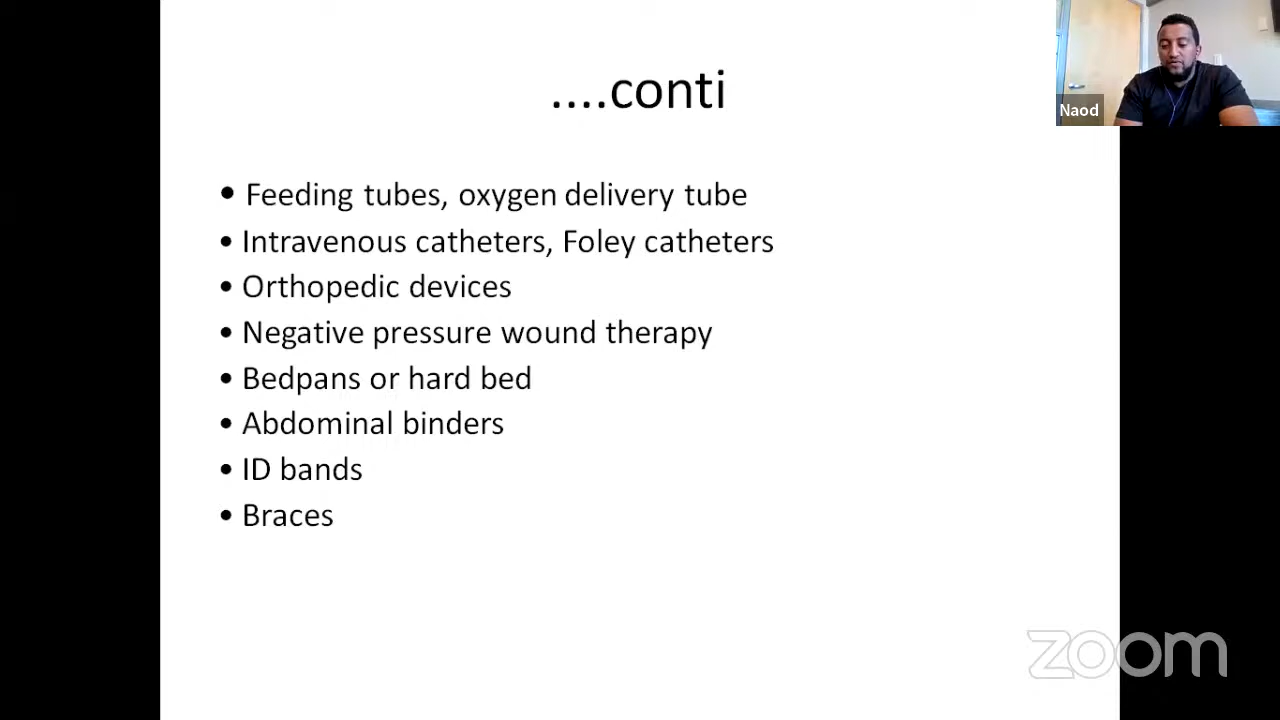 ....conti
Naod
• Feeding tubes, oxygen delivery tube
• Intravenous catheters, Foley catheters
• Orthopedic devices
• Negative pressure wound therapy
• Bedpans or hard bed
• Abdominal binders
• ID bands
• Braces
zoom